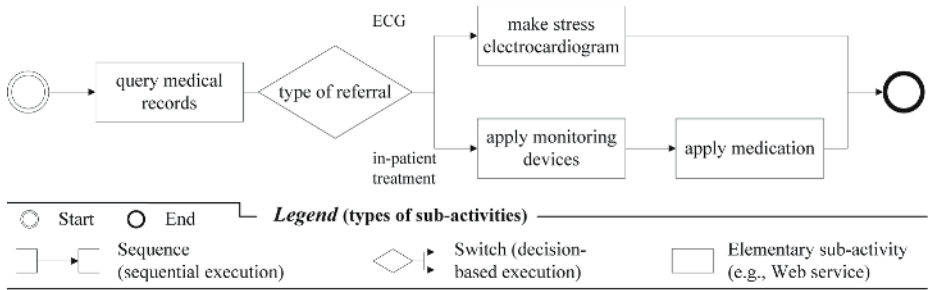 ECG
make stress
electrocardiogram
query medical
records
type of referral
in-patient
treatment
apply monitoring
devices
apply medication
Legend (types of sub-activities)
Start
End
Sequence
(sequential execution)
Switch (decision-
based execution)
Elementary sub-activity
(e.g., Web service)